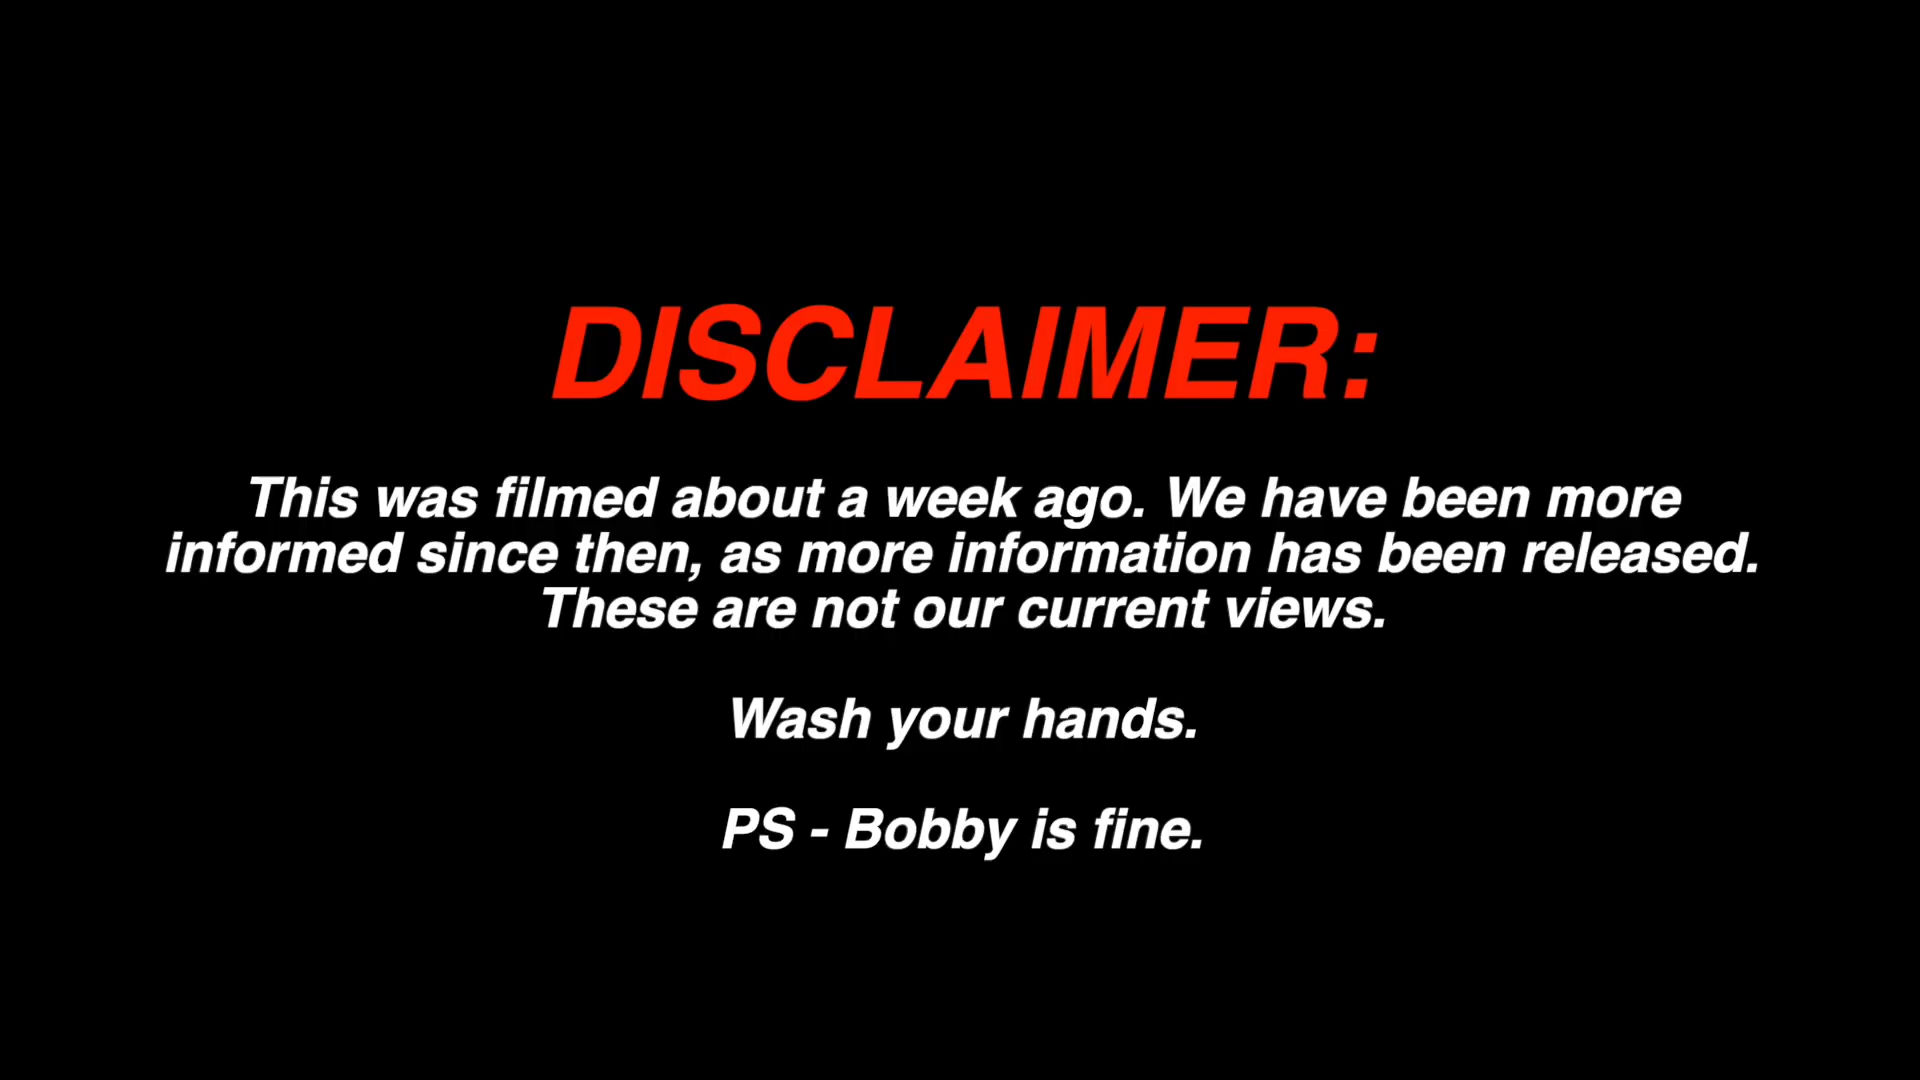 DISCLAIMER:
This was filmed about a week ago. We have been more
informed since then, as more information has been released.
These are not our current views.
Wash your hands.
PS - Bobby is fine.